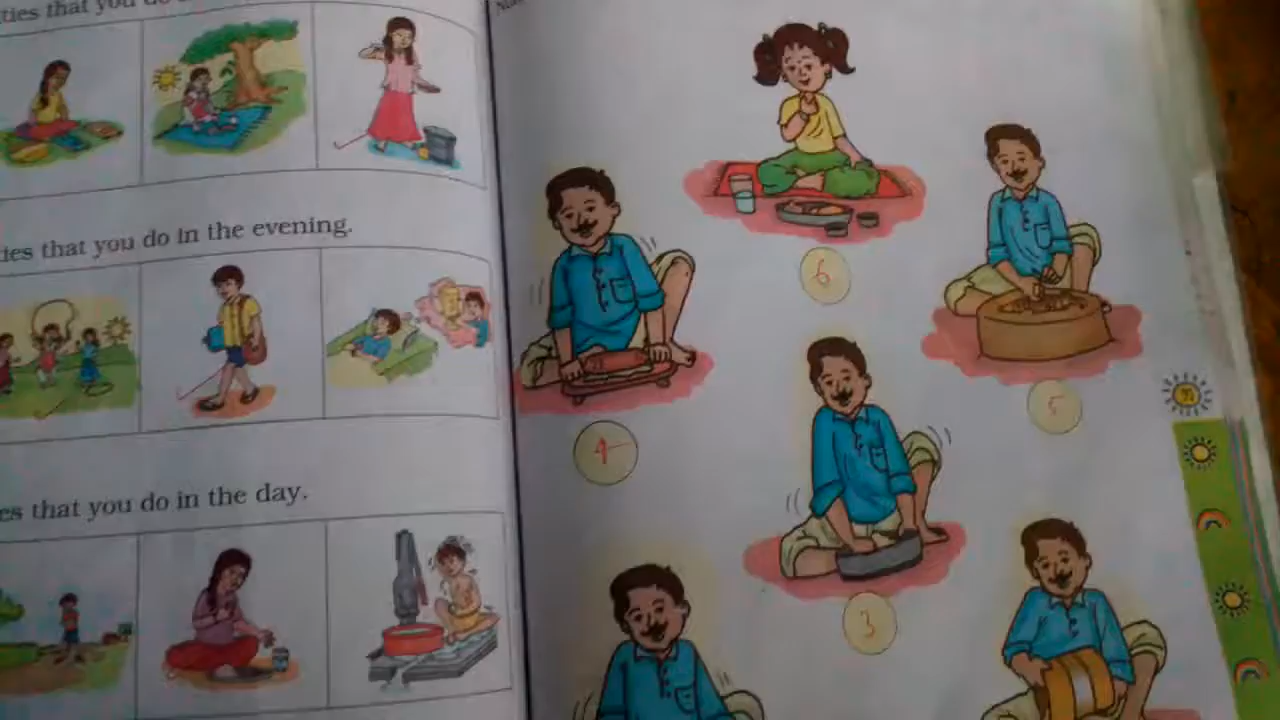 ties that you do
ties that you do in the evening.
es that you do in the day.
6
5
4
3